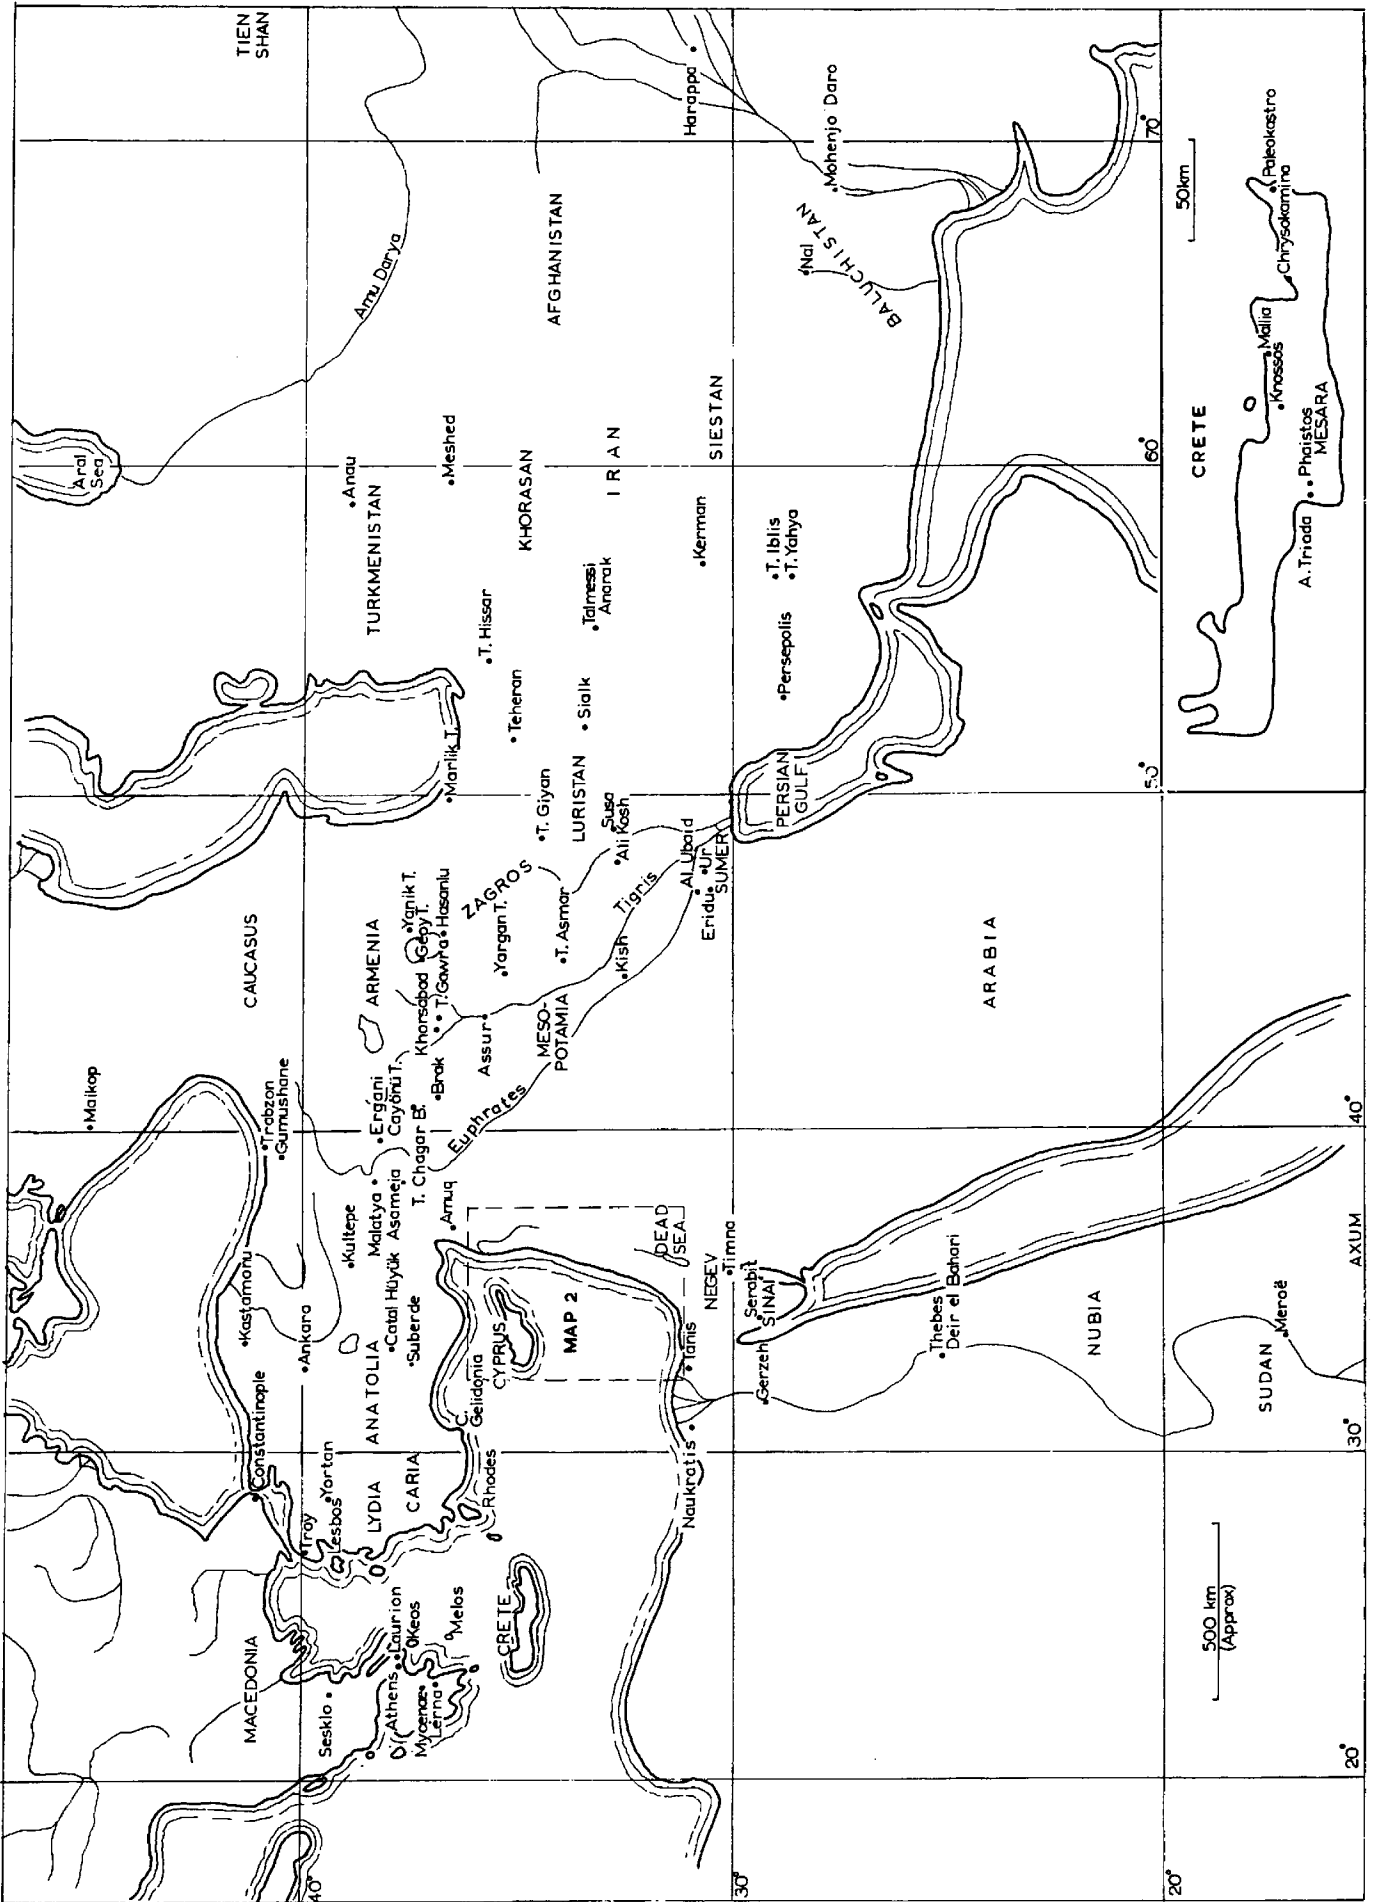 TIEN
SHAN
Aral
Sea
Amu Darya
Harappa
Mohenjo Daro
AFGHANISTAN
Nal
BALUCHISTAN
Anau
TURKMENISTAN
Meshed
KHORASAN
IRAN
SIESTAN
Kerman
T. Iblis
T. Yahya
Talmessi
Anarak
T. Hissar
Teheran
Sialk
Persepolis
Marlik T.
T. Giyan
LURISTAN
Susa
Ali Kosh
PERSIAN
GULF
Al Ubaid
Ur
SUMER
Eridu
CAUCASUS
ARMENIA
Yanik T.
Geoy T.
Hasanlu
Khorsabad
T. Gawra
ZAGROS
Yargan T.
T. Asmar
Tigris
Kish
MESO-
POTAMIA
Assur
Brak
Euphrates
ARABIA
Maikop
Trabzon
Gumushane
Ergani
Cayönü T.
T. Chagar B.
Malatya
Asameia
Kultepe
Amuq
Kastamonu
Ankara
Catal Hüyük
Suberde
ANATOLIA
Constantinople
Yortan
Troy
Lesbos
LYDIA
CARIA
Rhodes
C.
Gelidonia
CYPRUS
MAP 2
DEAD
SEA
NEGEV
Timna
Serabit
SINAI
Tanis
Naukratis
Gerzeh
Thebes
Deir el Bahari
NUBIA
SUDAN
Meroë
AXUM
MACEDONIA
Sesklo
Athens
Laurion
Keos
Mycenae
Lerna
Melos
CRETE
40°
30°
20°
20°
30°
40°
50°
60°
70°
500 km
(Approx)
CRETE
50km
Paleokastro
Chrysokamina
Mallia
Knossos
Phaistos
MESARA
A. Triada